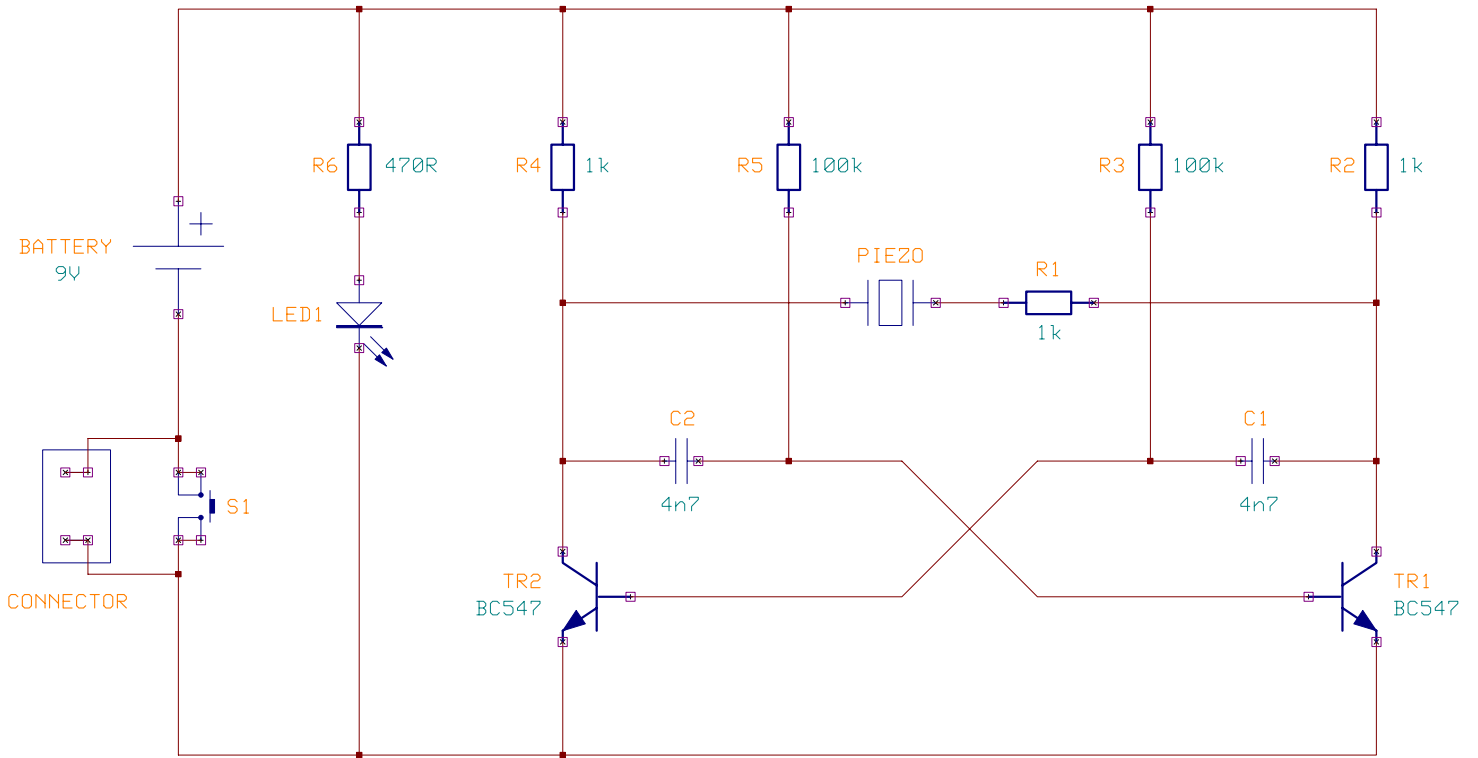 R6 470R
R4 1k
R5 100k
R3 100k
R2 1k
BATTERY
9V
+
PIEZO
R1
1k
LED1
C2
4n7
C1
4n7
S1
CONNECTOR
TR2
BC547
TR1
BC547